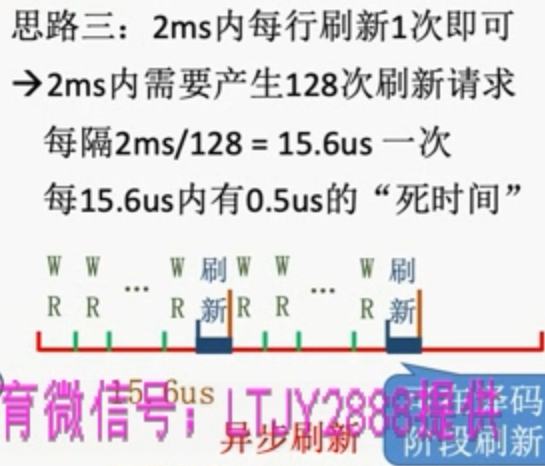 思路三：2ms内每行刷新1次即可
→2ms内需要产生128次刷新请求
每隔2ms/128 = 15.6us 一次
每15.6us内有0.5us的“死时间”
W W ... W 刷 W W ... W 刷
R R R 新 R R R 新
15.6us
育微信号：LTJY2888提供
异步刷新
阶段刷新